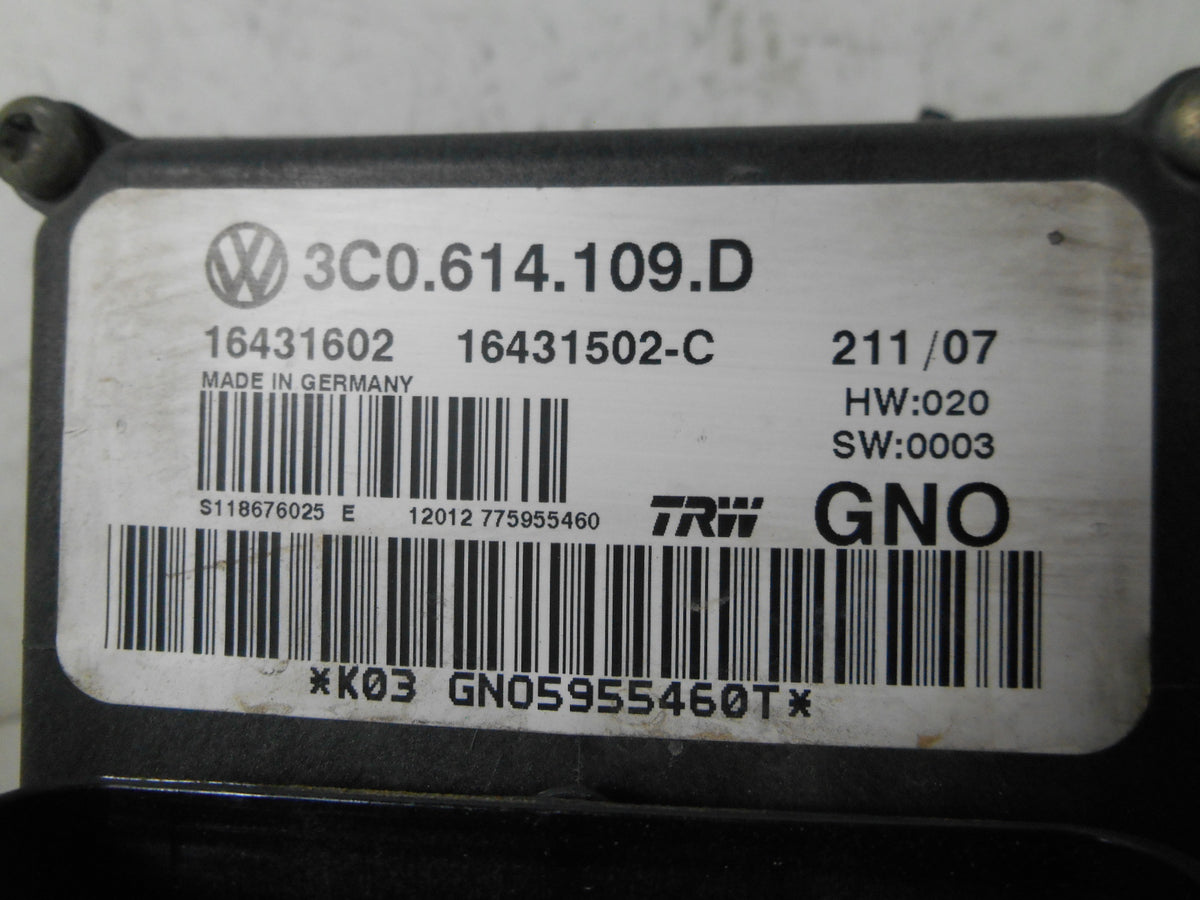 3C0.614.109.D
16431602 16431502-C 211/07
MADE IN GERMANY HW:020
SW:0003
S118676025 E 12012 775955460 TRW GNO
*K03 GNO5955460T*